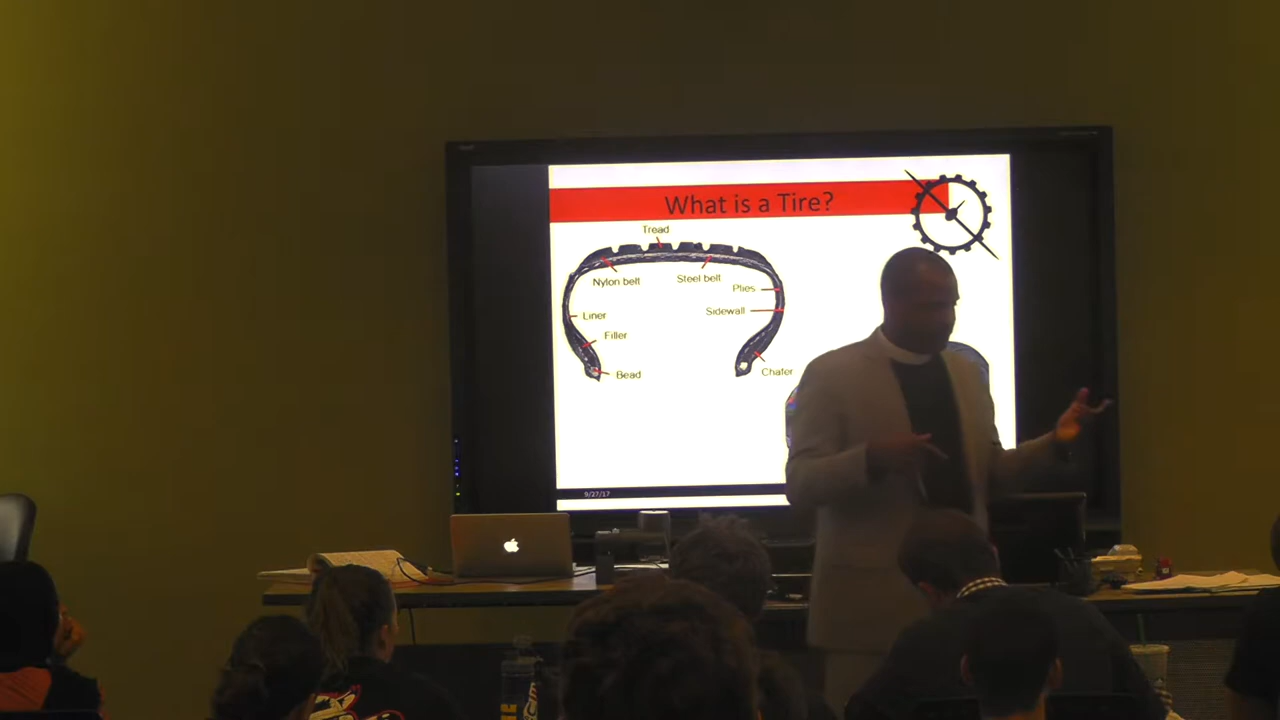 What is a Tire?
Tread
Nylon belt
Steel belt
Plies
Liner
Sidewall
Filler
Bead
Chafer
9/27/17